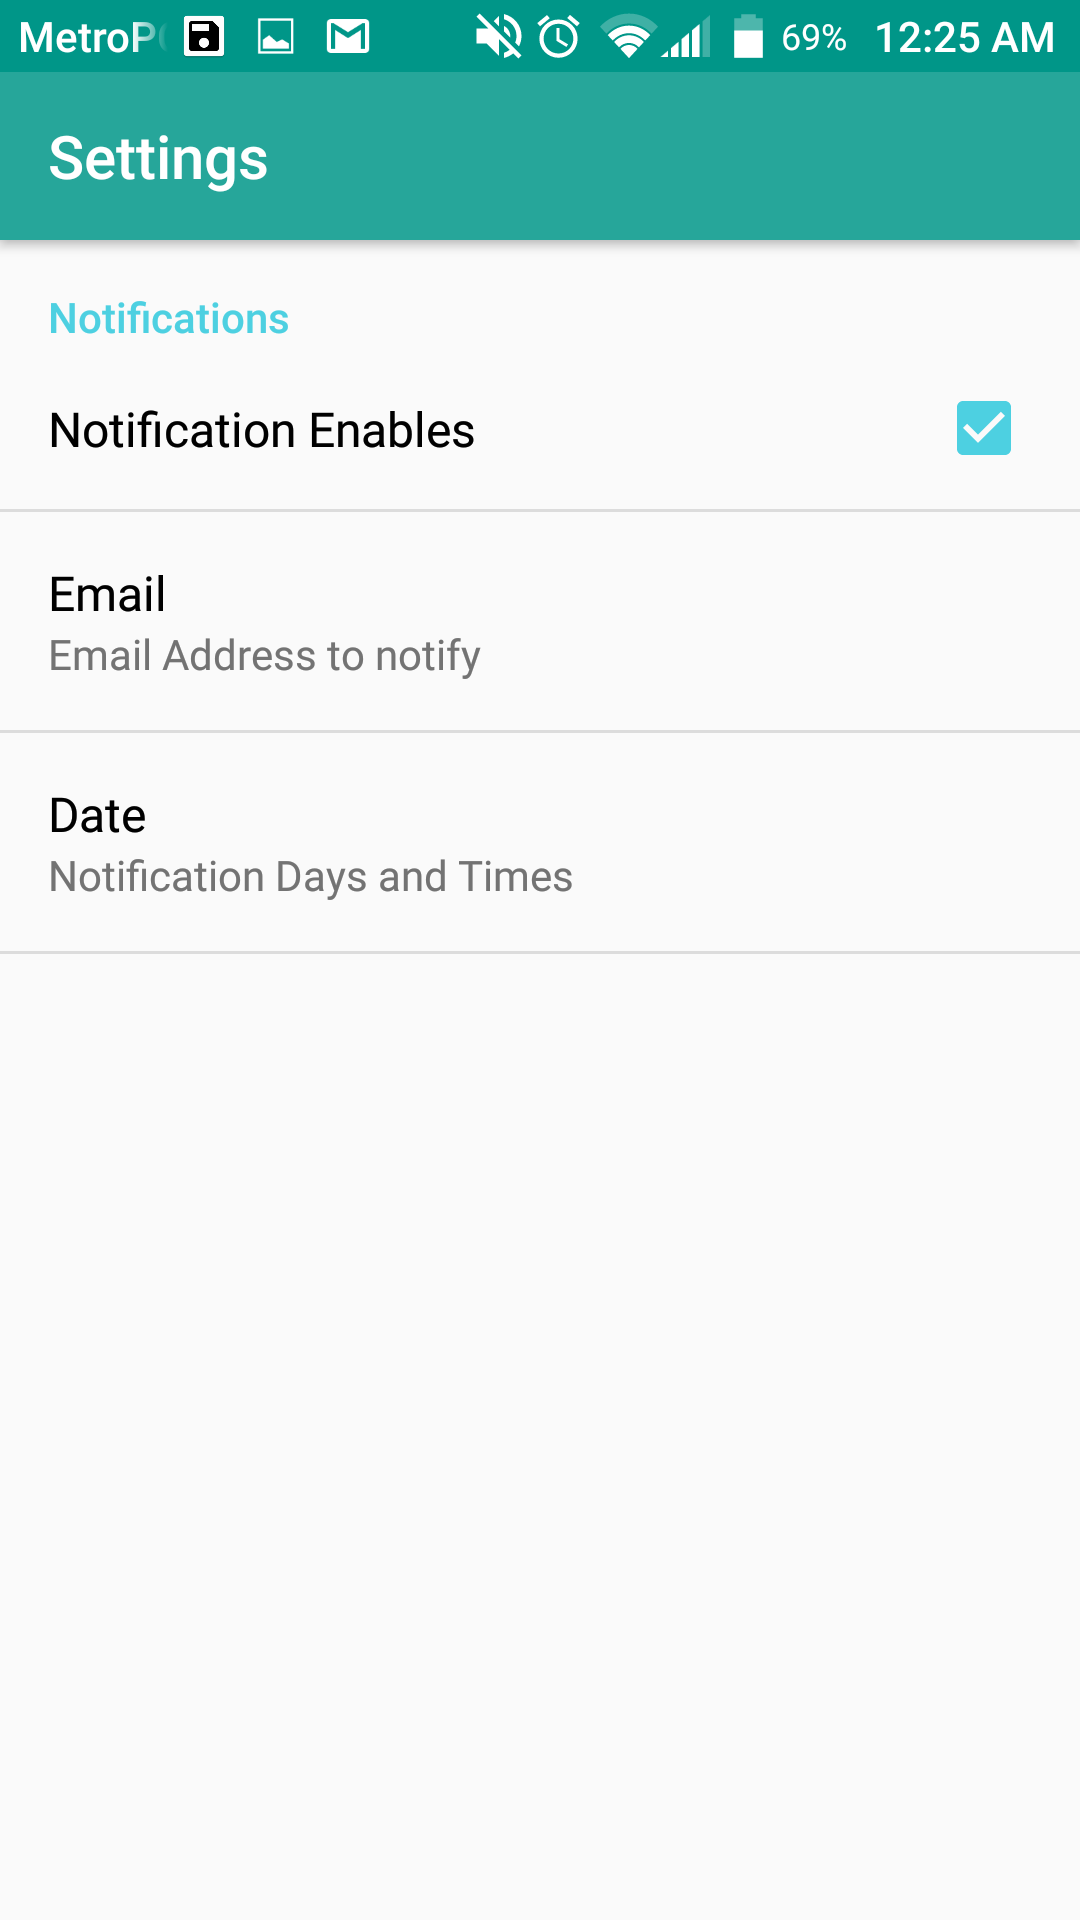 MetroP 69% 12:25 AM
Settings
Notifications
Notification Enables
Email
Email Address to notify
Date
Notification Days and Times